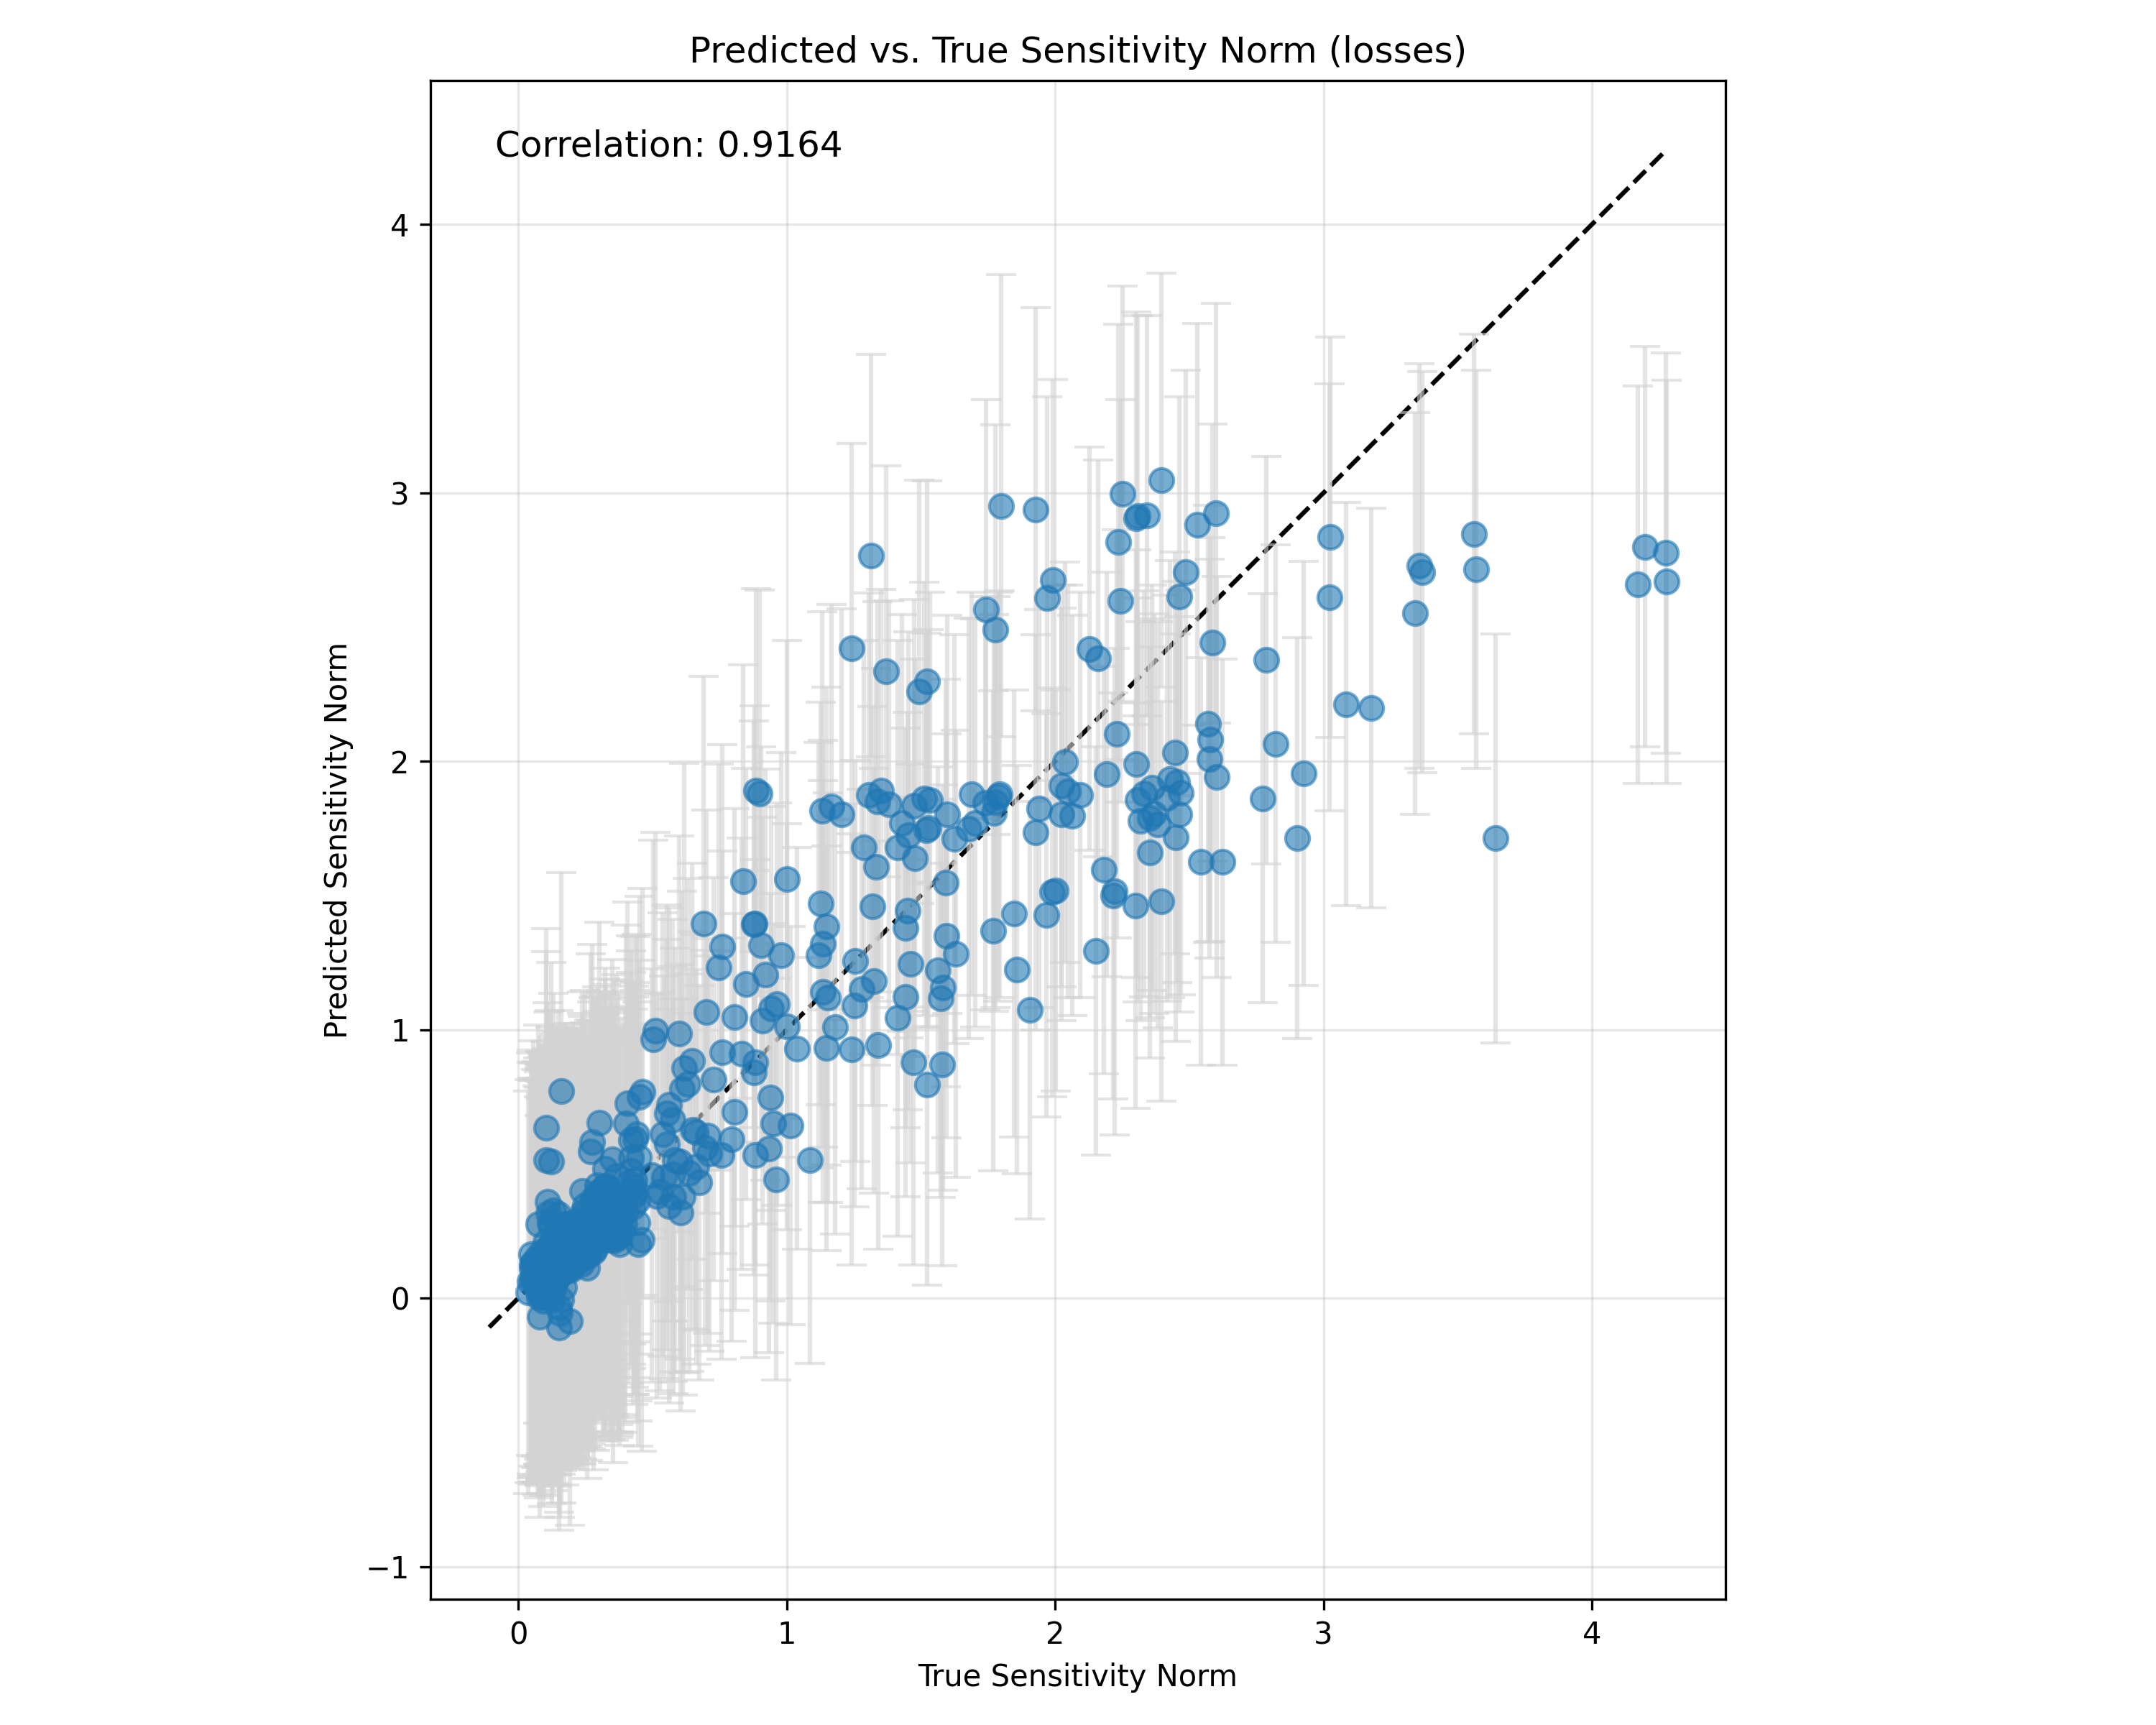 Predicted vs. True Sensitivity Norm (losses)
Correlation: 0.9164
4
3
2
1
0
−1
Predicted Sensitivity Norm
0 1 2 3 4
True Sensitivity Norm